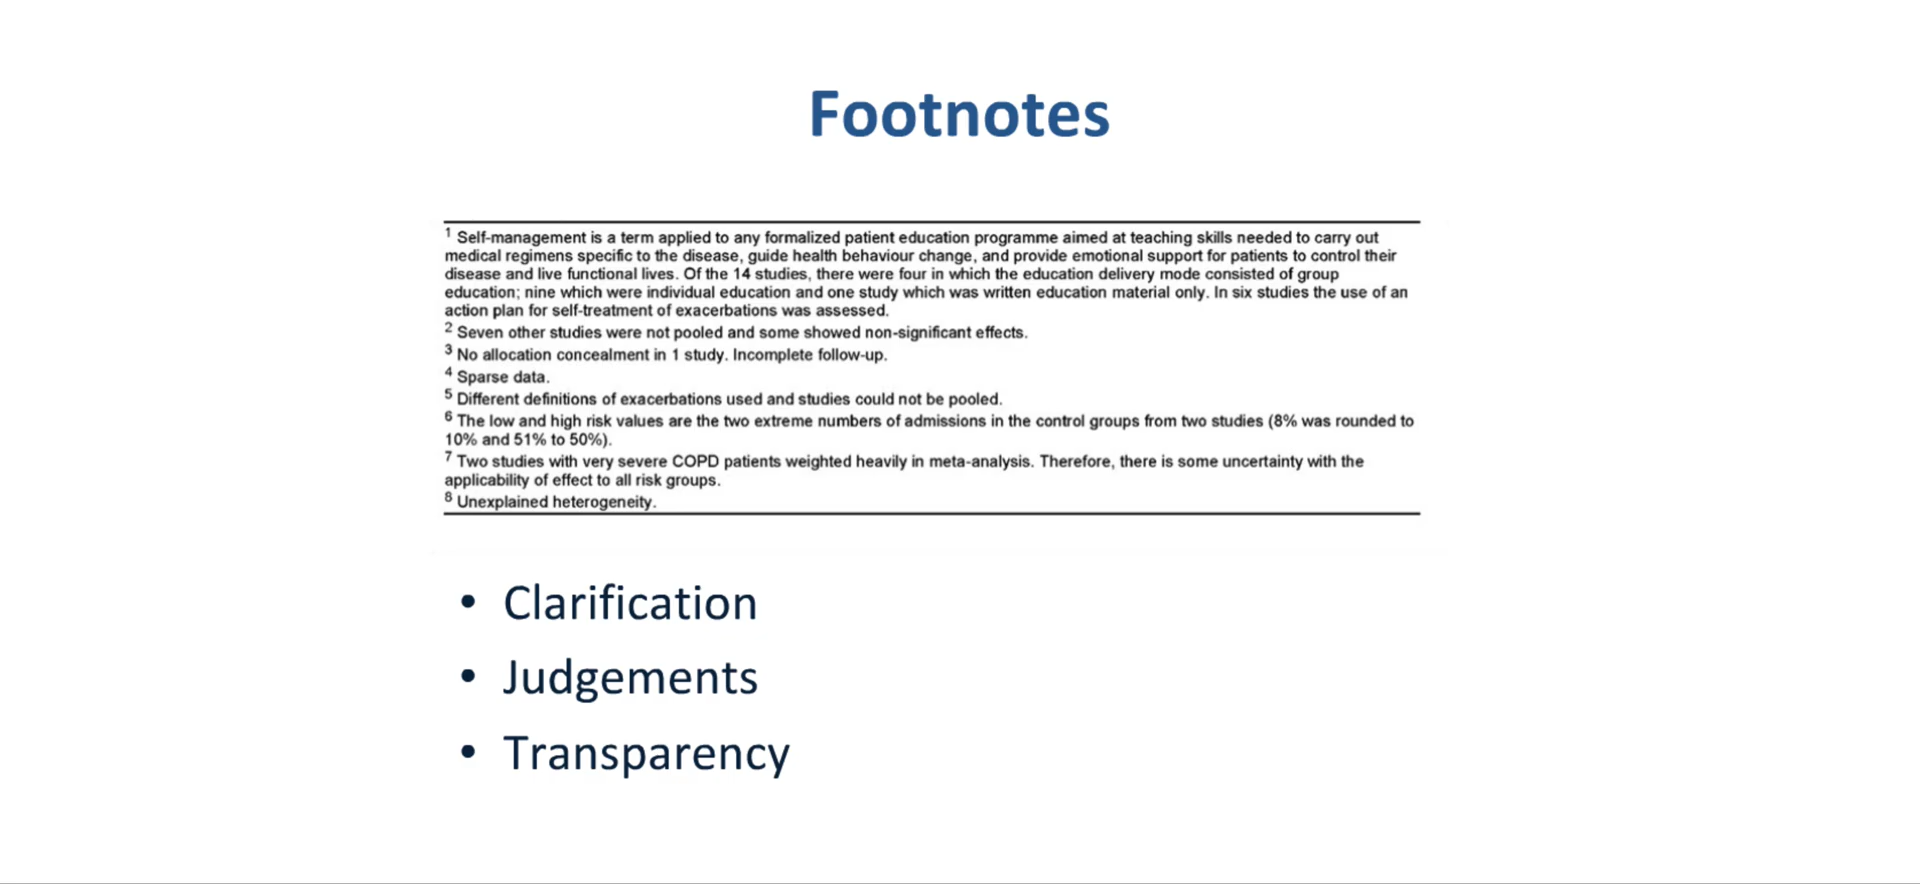 Footnotes
1 Self-management is a term applied to any formalized patient education programme aimed at teaching skills needed to carry out
medical regimens specific to the disease, guide health behaviour change, and provide emotional support for patients to control their
disease and live functional lives. Of the 14 studies, there were four in which the education delivery mode consisted of group
education; nine which were individual education and one study which was written education material only. In six studies the use of an
action plan for self-treatment of exacerbations was assessed.
2 Seven other studies were not pooled and some showed non-significant effects.
3 No allocation concealment in 1 study. Incomplete follow-up.
4 Sparse data.
5 Different definitions of exacerbations used and studies could not be pooled.
6 The low and high risk values are the two extreme numbers of admissions in the control groups from two studies (8% was rounded to
10% and 51% to 50%).
7 Two studies with very severe COPD patients weighted heavily in meta-analysis. Therefore, there is some uncertainty with the
applicability of effect to all risk groups.
8 Unexplained heterogeneity.
• Clarification
• Judgements
• Transparency